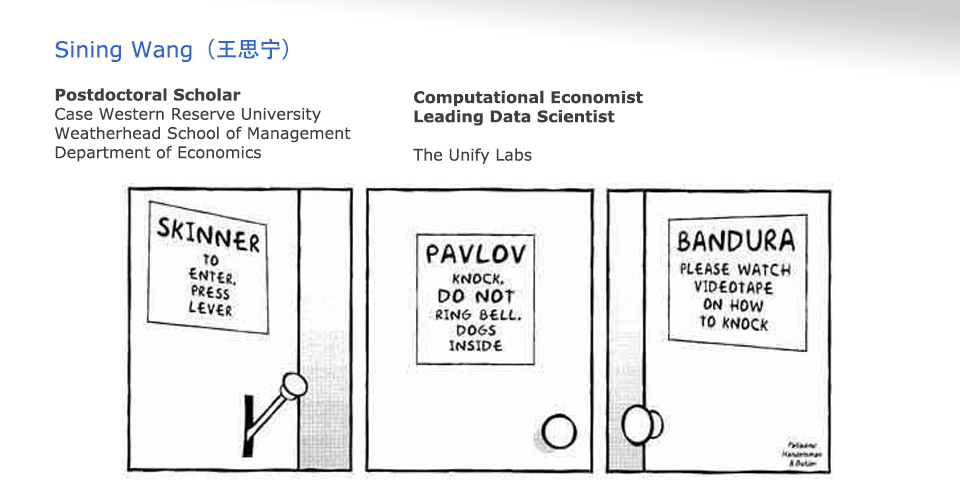 Sining Wang（王思宁）
Postdoctoral Scholar
Case Western Reserve University
Weatherhead School of Management
Department of Economics
Computational Economist
Leading Data Scientist
The Unify Labs
SKINNER
TO
ENTER,
PRESS
LEVER
PAVLOV
KNOCK.
DO NOT
RING BELL.
DOGS
INSIDE
BANDURA
PLEASE WATCH
VIDEOTAPE
ON HOW
TO KNOCK
& Butler